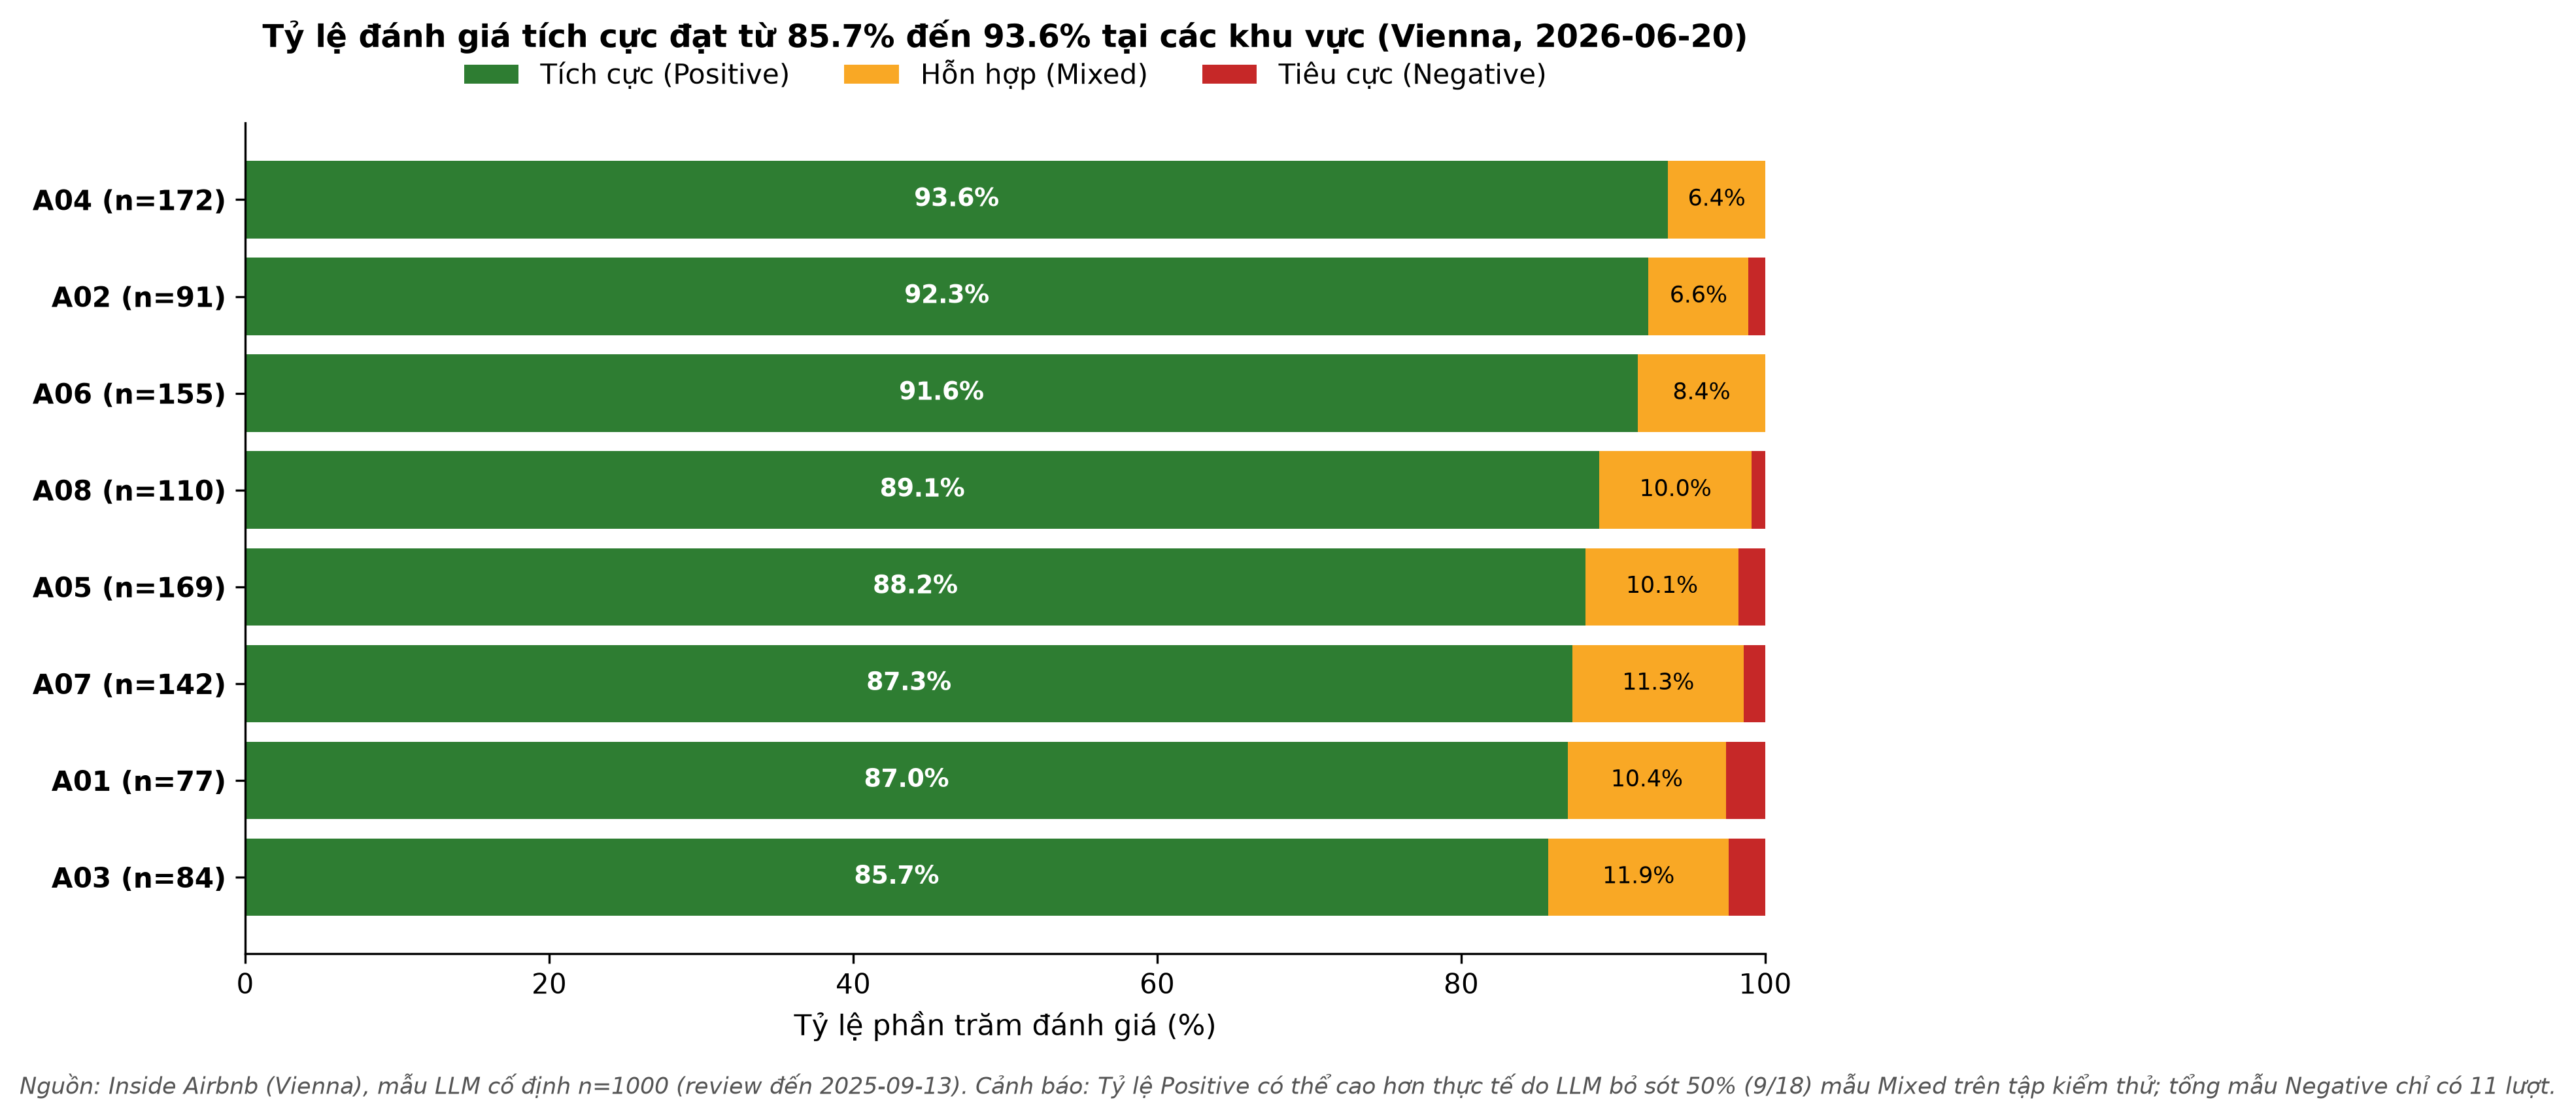 Tỷ lệ đánh giá tích cực đạt từ 85.7% đến 93.6% tại các khu vực (Vienna, 2026-06-20)
Tích cực (Positive) Hỗn hợp (Mixed) Tiêu cực (Negative)
A04 (n=172) 93.6% 6.4%
A02 (n=91) 92.3% 6.6%
A06 (n=155) 91.6% 8.4%
A08 (n=110) 89.1% 10.0%
A05 (n=169) 88.2% 10.1%
A07 (n=142) 87.3% 11.3%
A01 (n=77) 87.0% 10.4%
A03 (n=84) 85.7% 11.9%
0 20 40 60 80 100
Tỷ lệ phần trăm đánh giá (%)
Nguồn: Inside Airbnb (Vienna), mẫu LLM cố định n=1000 (review đến 2025-09-13). Cảnh báo: Tỷ lệ Positive có thể cao hơn thực tế do LLM bỏ sót 50% (9/18) mẫu Mixed trên tập kiểm thử; tổng mẫu Negative chỉ có 11 lượt.